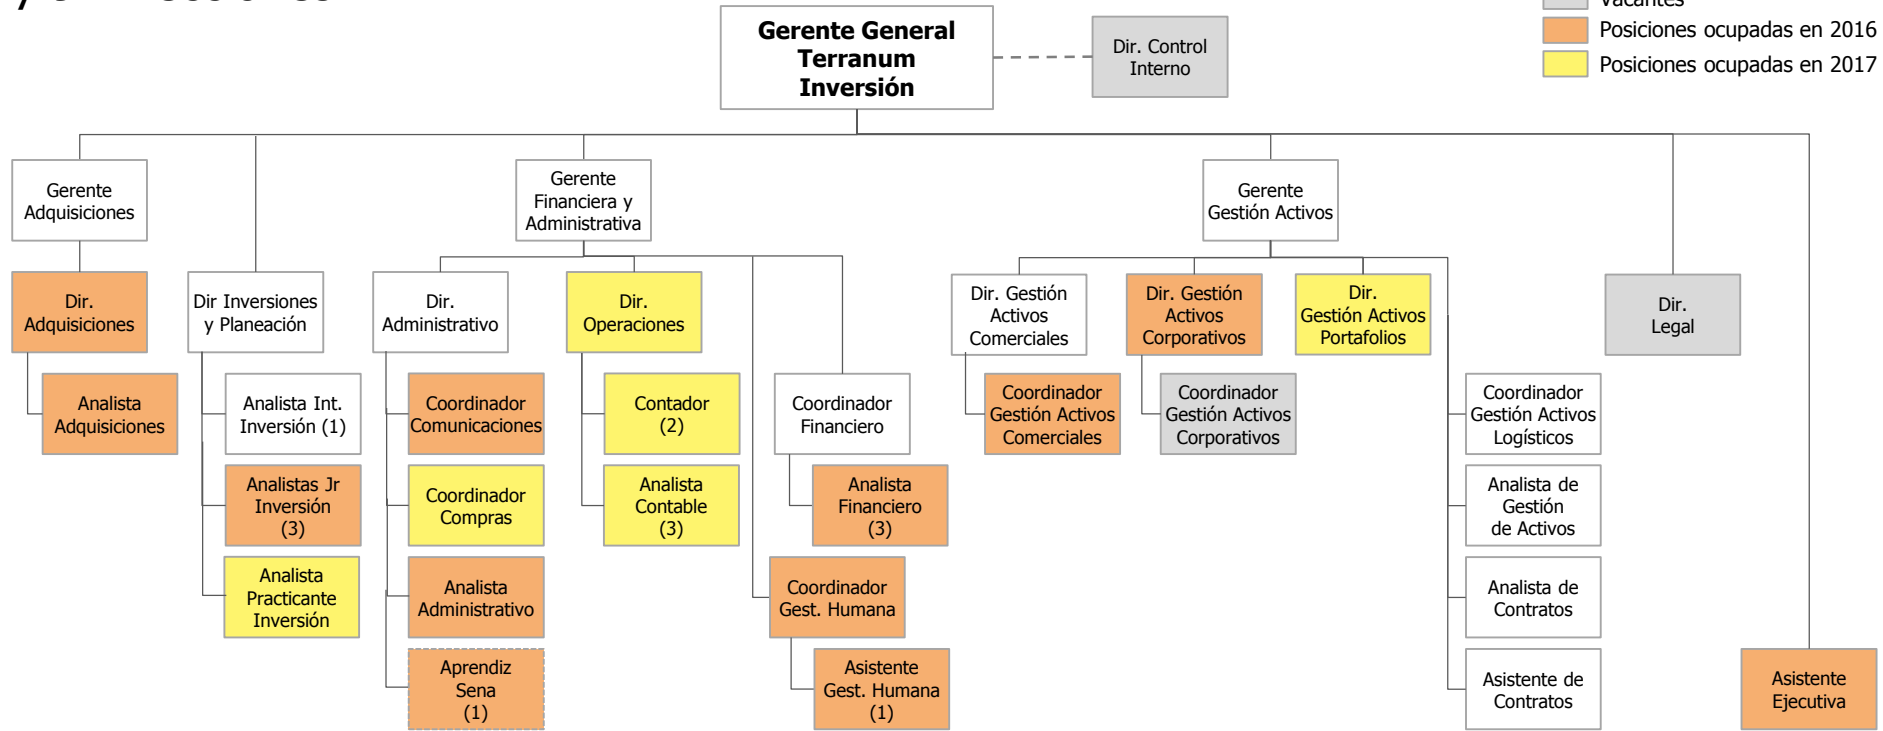 Gerente General
Terranum
Inversión
Dir. Control
Interno
Vacantes
Posiciones ocupadas en 2016
Posiciones ocupadas en 2017
Gerente
Adquisiciones
Gerente
Financiera y
Administrativa
Gerente
Gestión Activos
Dir.
Adquisiciones
Dir Inversiones
y Planeación
Dir.
Administrativo
Dir.
Operaciones
Dir. Gestión
Activos
Comerciales
Dir. Gestión
Activos
Corporativos
Dir.
Gestión Activos
Portafolios
Dir.
Legal
Analista
Adquisiciones
Analista Int.
Inversión (1)
Coordinador
Comunicaciones
Contador
(2)
Coordinador
Financiero
Coordinador
Gestión Activos
Comerciales
Coordinador
Gestión Activos
Corporativos
Coordinador
Gestión Activos
Logísticos
Analistas Jr
Inversión
(3)
Coordinador
Compras
Analista
Contable
(3)
Analista
Financiero
(3)
Analista de
Gestión
de Activos
Analista
Practicante
Inversión
Analista
Administrativo
Coordinador
Gest. Humana
Analista de
Contratos
Aprendiz
Sena
(1)
Asistente
Gest. Humana
(1)
Asistente de
Contratos
Asistente
Ejecutiva